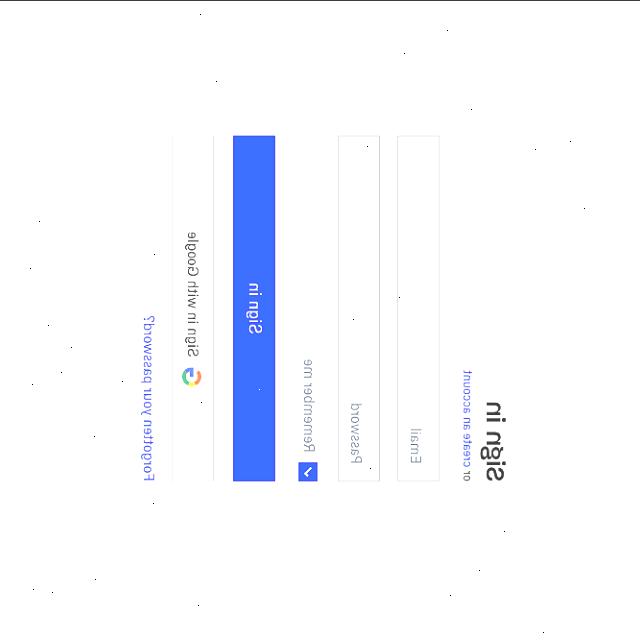 Sign in
or create an account
Email
Password
Remember me
Sign in
Sign in with Google
Forgotten your password?